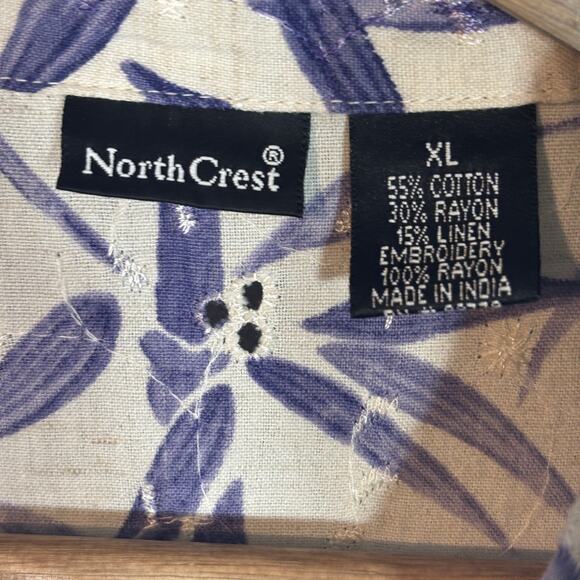 NorthCrest®
XL
55% COTTON
30% RAYON
15% LINEN
EMBROIDERY
100% RAYON
MADE IN INDIA